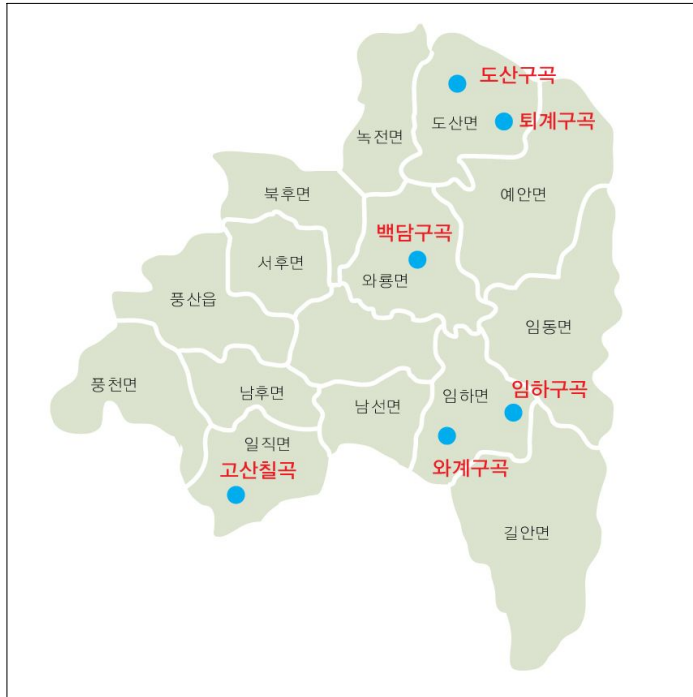 도산구곡
도산면
퇴계구곡
녹전면
북후면
예안면
백담구곡
서후면
와룡면
풍산읍
임동면
풍천면
남후면
남선면
임하면
임하구곡
일직면
고산칠곡
와계구곡
길안면